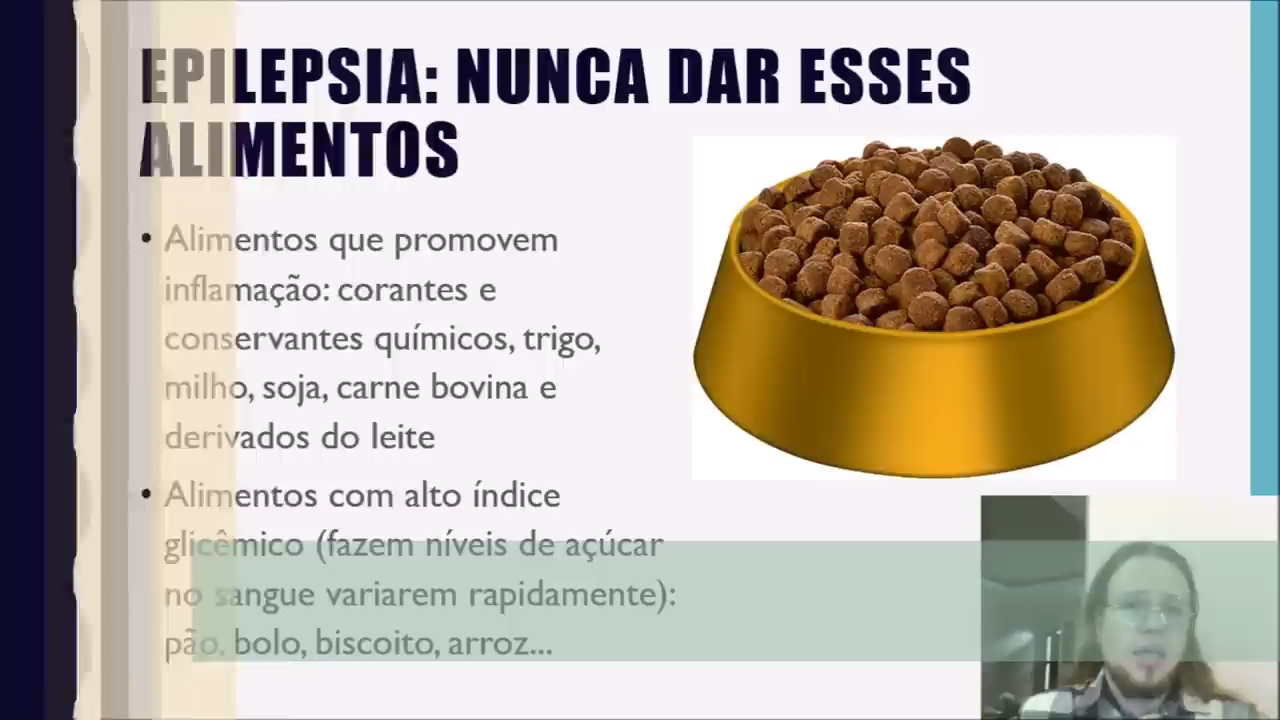 EPILEPSIA: NUNCA DAR ESSES
ALIMENTOS
• Alimentos que promovem
inflamação: corantes e
conservantes químicos, trigo,
milho, soja, carne bovina e
derivados do leite
• Alimentos com alto índice
glicêmico (fazem níveis de açúcar
no sangue variarem rapidamente):
pão, bolo, biscoito, arroz...